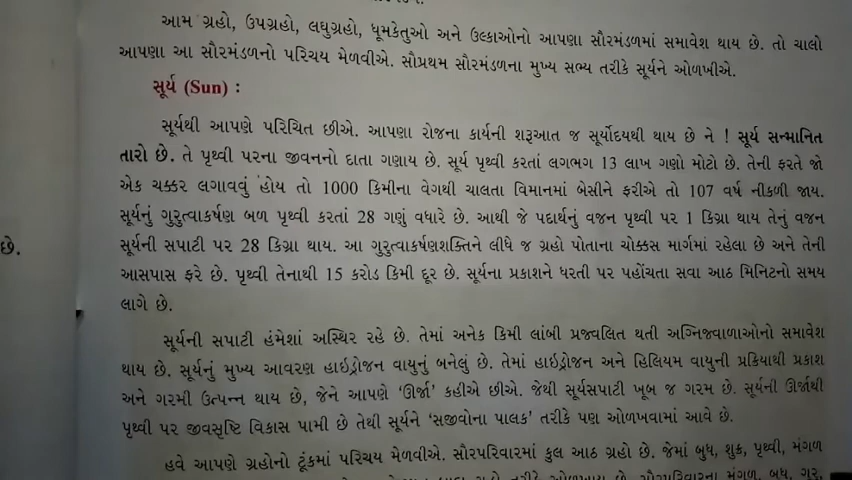 આમ ગ્રહો, ઉપગ્રહો, લઘુગ્રહો, ધૂમકેતુઓ અને ઉલ્કાઓનો આપણા સૌરમંડળમાં સમાવેશ થાય છે. તો ચાલો
આપણા આ સૌરમંડળનો પરિચય મેળવીએ. સૌપ્રથમ સૌરમંડળના મુખ્ય સભ્ય તરીકે સૂર્યને ઓળખીએ.
સૂર્ય (Sun) :
સૂર્યથી આપણે પરિચિત છીએ. આપણા રોજના કાર્યની શરૂઆત જ સૂર્યોદયથી થાય છે ને ! સૂર્ય સન્માનિત
તારો છે. તે પૃથ્વી પરના જીવનનો દાતા ગણાય છે. સૂર્ય પૃથ્વી કરતાં લગભગ 13 લાખ ગણો મોટો છે. તેની ફરતે જો
એક ચક્કર લગાવવું હોય તો 1000 કિમીના વેગથી ચાલતા વિમાનમાં બેસીને ફરીએ તો 107 વર્ષ નીકળી જાય.
સૂર્યનું ગુરુત્વાકર્ષણ બળ પૃથ્વી કરતાં 28 ગણું વધારે છે. આથી જે પદાર્થનું વજન પૃથ્વી પર 1 કિગ્રા થાય તેનું વજન
સૂર્યની સપાટી પર 28 કિગ્રા થાય. આ ગુરુત્વાકર્ષણશક્તિને લીધે જ ગ્રહો પોતાના ચોક્કસ માર્ગમાં રહેલા છે અને તેની
છે.
આસપાસ ફરે છે. પૃથ્વી તેનાથી 15 કરોડ કિમી દૂર છે. સૂર્યના પ્રકાશને ધરતી પર પહોંચતા સવા આઠ મિનિટનો સમય
લાગે છે.
સૂર્યની સપાટી હંમેશાં અસ્થિર રહે છે. તેમાં અનેક કિમી લાંબી પ્રજ્વલિત થતી અગ્નિજ્વાળાઓનો સમાવેશ
થાય છે. સૂર્યનું મુખ્ય આવરણ હાઇડ્રોજન વાયુનું બનેલું છે. તેમાં હાઇડ્રોજન અને હિલિયમ વાયુની પ્રકિયાથી પ્રકાશ
અને ગરમી ઉત્પન્ન થાય છે, જેને આપણે ‘ઊર્જા’ કહીએ છીએ. જેથી સૂર્યસપાટી ખૂબ જ ગરમ છે. સૂર્યની ઊર્જાથી
પૃથ્વી પર જીવસૃષ્ટિ વિકાસ પામી છે તેથી સૂર્યને ‘સજીવોના પાલક’ તરીકે પણ ઓળખવામાં આવે છે.
હવે આપણે ગ્રહોનો ટૂંકમાં પરિચય મેળવીએ. સૌરપરિવારમાં કુલ આઠ ગ્રહો છે. જેમાં બુધ, શુક્ર, પૃથ્વી, મંગળ